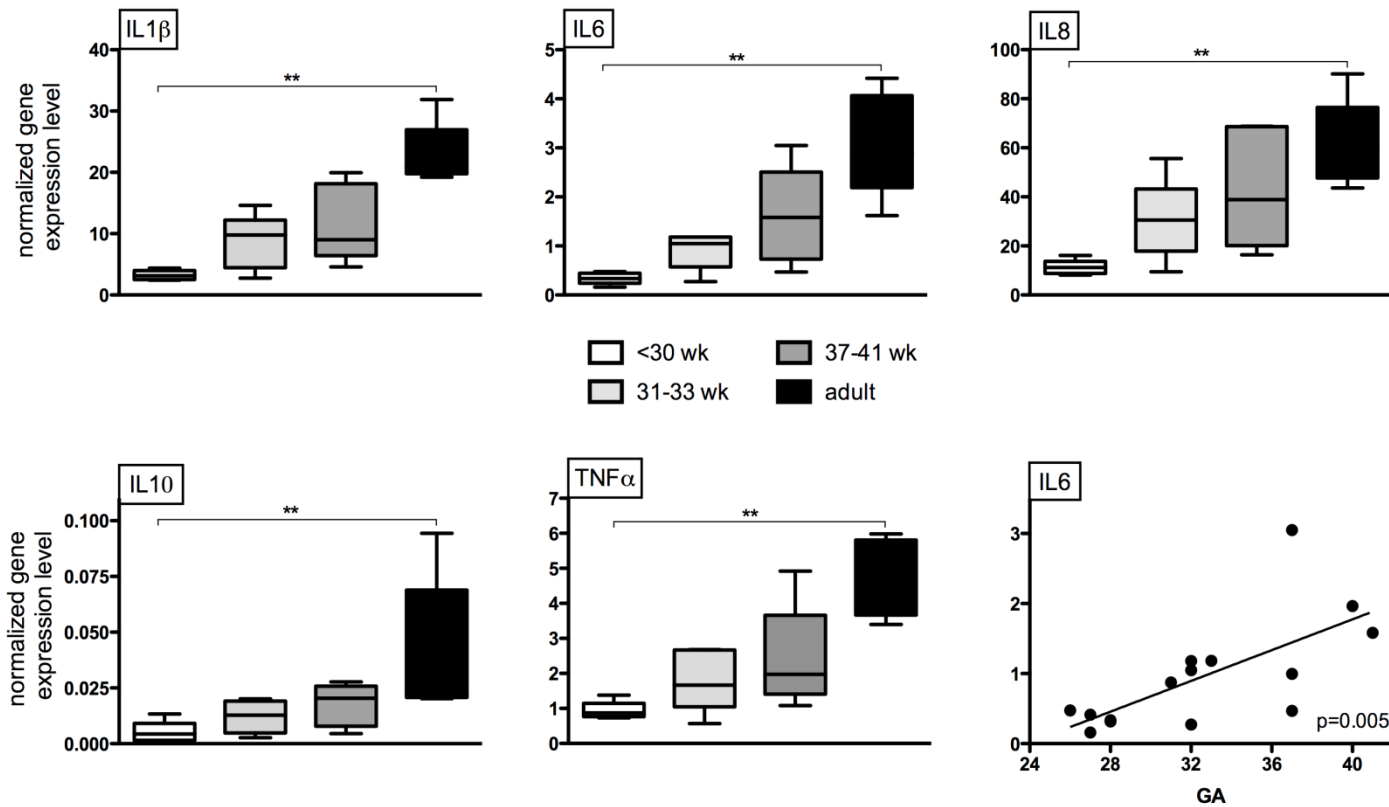 IL1β
IL6
IL8
normalized gene
expression level
40
30
20
10
0
**
5
4
3
2
1
0
**
100
80
60
40
20
0
**
<30 wk
37-41 wk
31-33 wk
adult
IL10
TNFα
IL6
normalized gene
expression level
0.100
0.075
0.050
0.025
0.000
**
7
6
5
4
3
2
1
0
**
3
2
1
0
p=0.005
24
28
32
36
40
GA